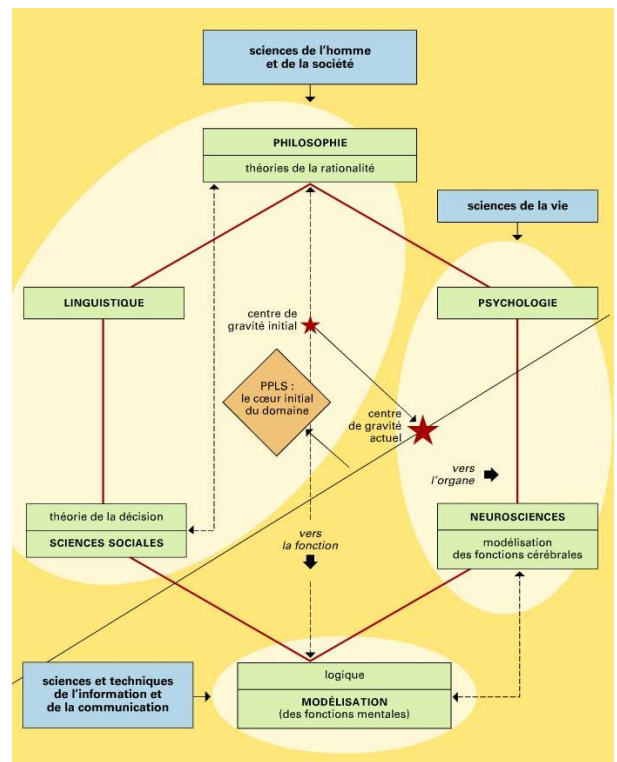 sciences de l'homme
et de la société
PHILOSOPHIE
théories de la rationalité
sciences de la vie
LINGUISTIQUE
PSYCHOLOGIE
centre de
gravité initial
PPLS :
le cœur initial
du domaine
centre
de gravité
actuel
vers
l'organe
théorie de la décision
SCIENCES SOCIALES
NEUROSCIENCES
modélisation
des fonctions cérébrales
vers
la fonction
sciences et techniques
de l'information et
de la communication
logique
MODÉLISATION
(des fonctions mentales)